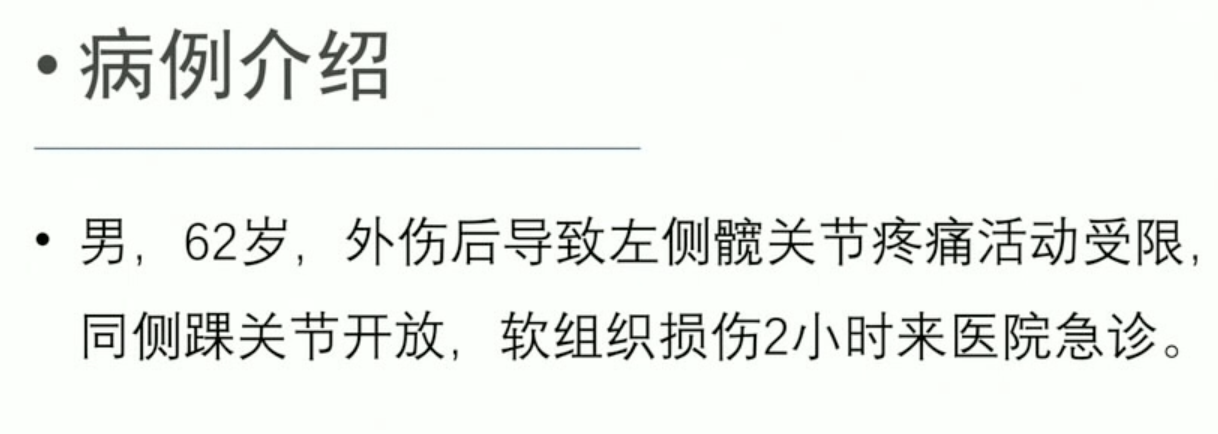 • 病例介绍
• 男，62岁，外伤后导致左侧髋关节疼痛活动受限，
同侧踝关节开放，软组织损伤2小时来医院急诊。